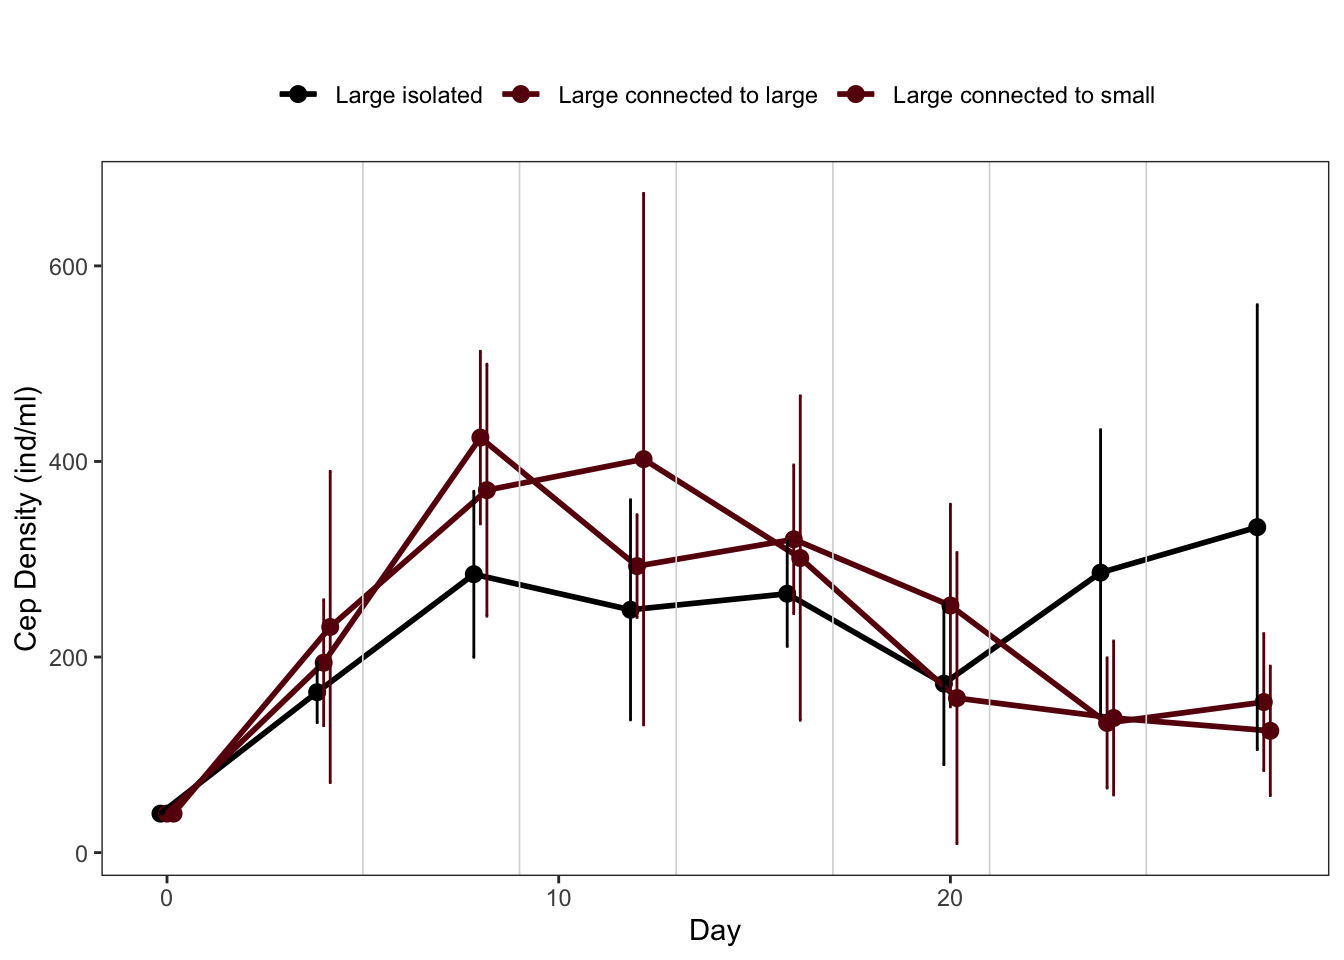 Large isolated Large connected to large Large connected to small
Cep Density (ind/ml)
600
400
200
0
0 10 20
Day